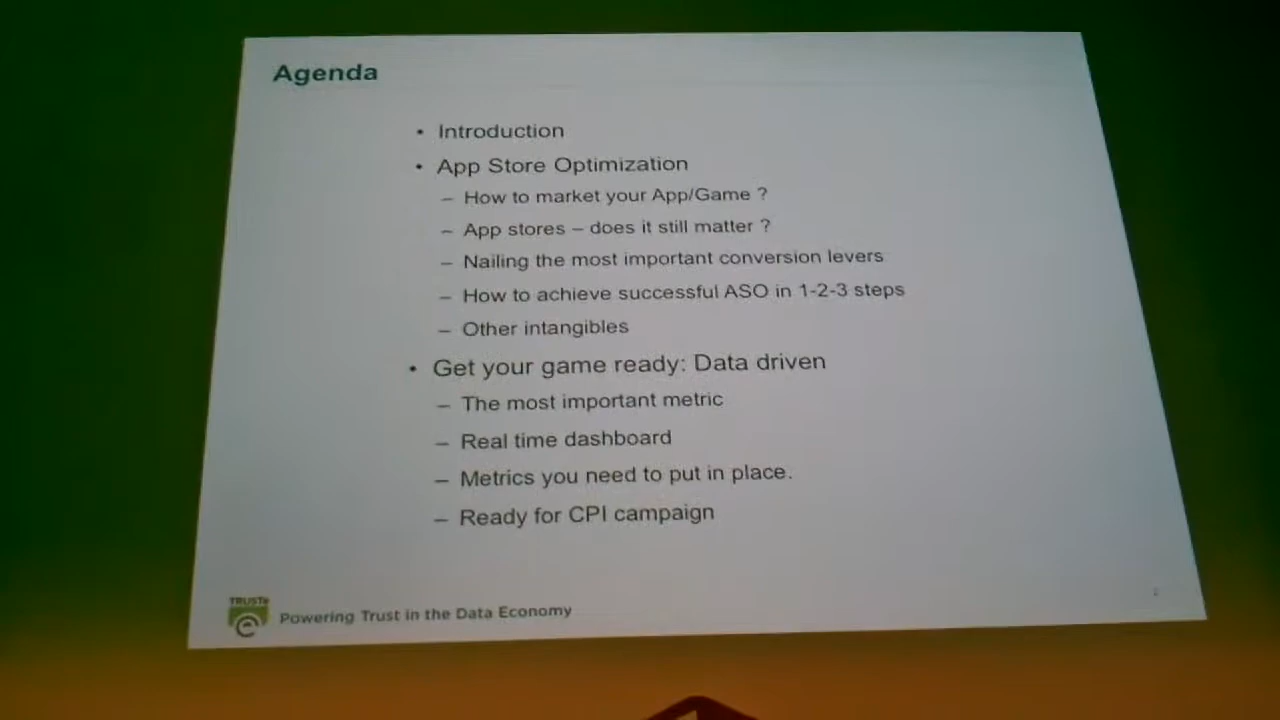 Agenda
• Introduction
• App Store Optimization
– How to market your App/Game ?
– App stores – does it still matter ?
– Nailing the most important conversion levers
– How to achieve successful ASO in 1-2-3 steps
– Other intangibles
• Get your game ready: Data driven
– The most important metric
– Real time dashboard
– Metrics you need to put in place.
– Ready for CPI campaign
TRUSTe
Powering Trust in the Data Economy